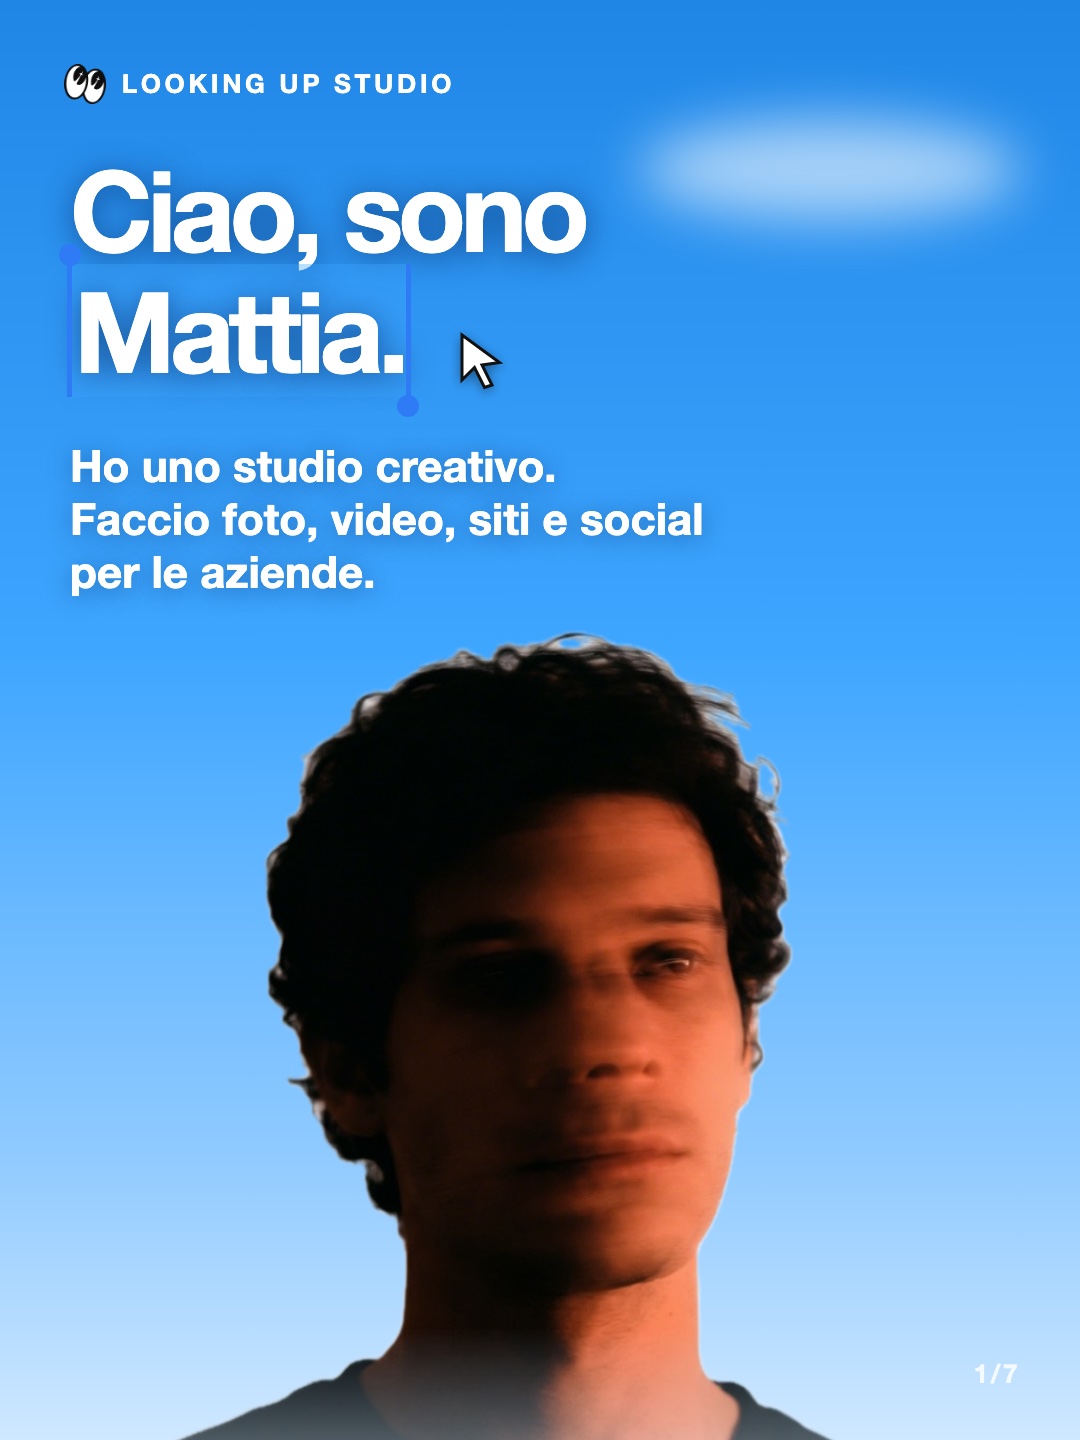 LOOKING UP STUDIO
Ciao, sono
Mattia.
Ho uno studio creativo.
Faccio foto, video, siti e social
per le aziende.
1/7